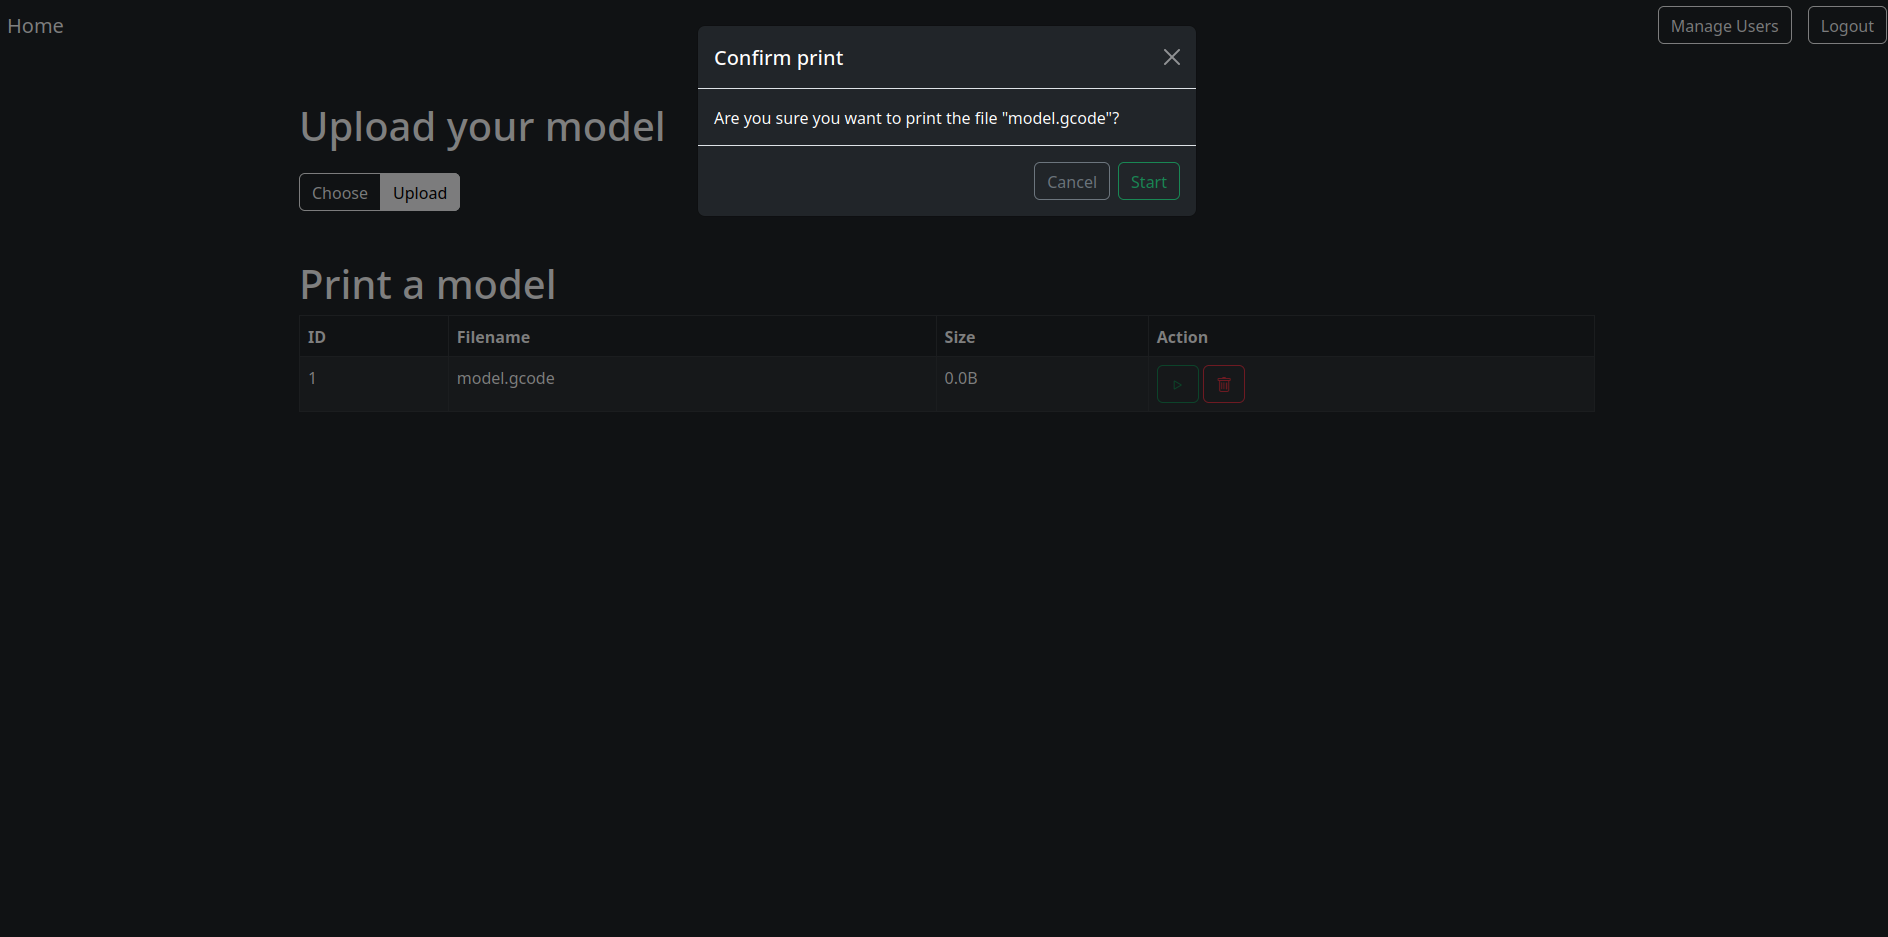 Home
Manage Users
Logout
Confirm print
Are you sure you want to print the file "model.gcode"?
Cancel
Start
Upload your model
Choose
Upload
Print a model
ID Filename Size Action
1 model.gcode 0.0B